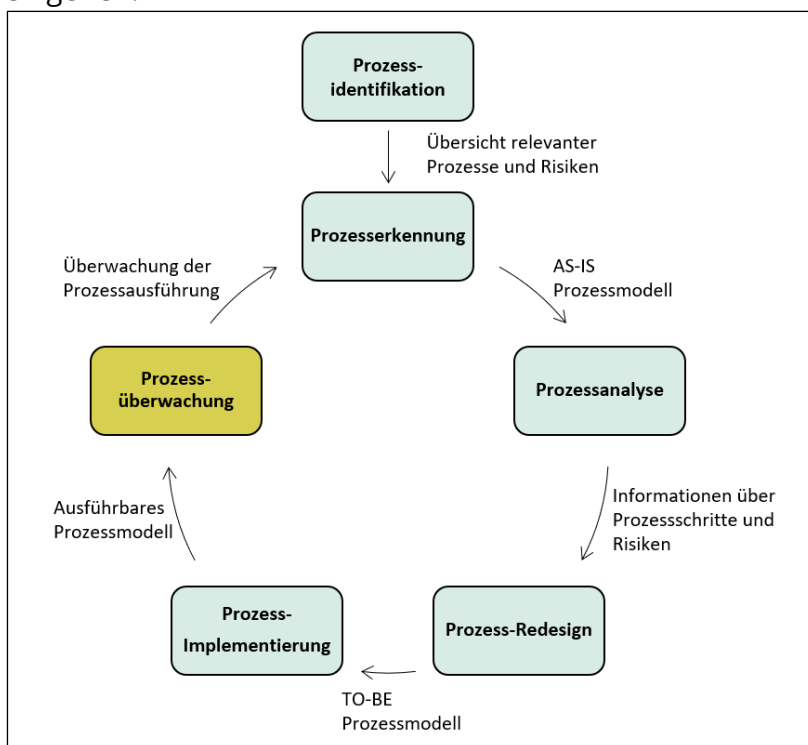 Prozess-
identifikation
Übersicht relevanter
Prozesse und Risiken
Prozesserkennung
Überwachung der
Prozessausführung
AS-IS
Prozessmodell
Prozess-
überwachung
Prozessanalyse
Ausführbares
Prozessmodell
Informationen über
Prozessschritte und
Risiken
Prozess-
Implementierung
Prozess-Redesign
TO-BE
Prozessmodell